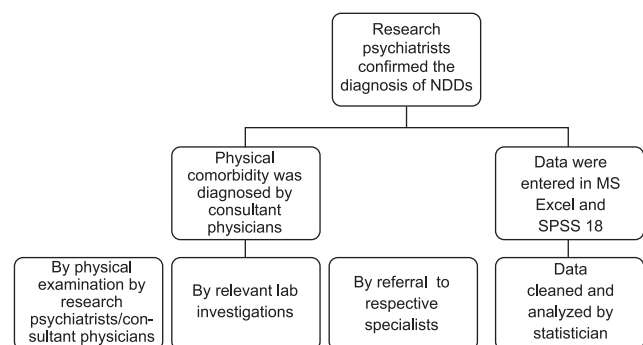 Research
psychiatrists
confirmed the
diagnosis of NDDs
Physical
comorbidity was
diagnosed by
consultant
physicians
Data were
entered in MS
Excel and
SPSS 18
By physical
examination by
research
psychiatrists/con-
sultant physicians
By relevant lab
investigations
By referral to
respective
specialists
Data
cleaned and
analyzed by
statistician